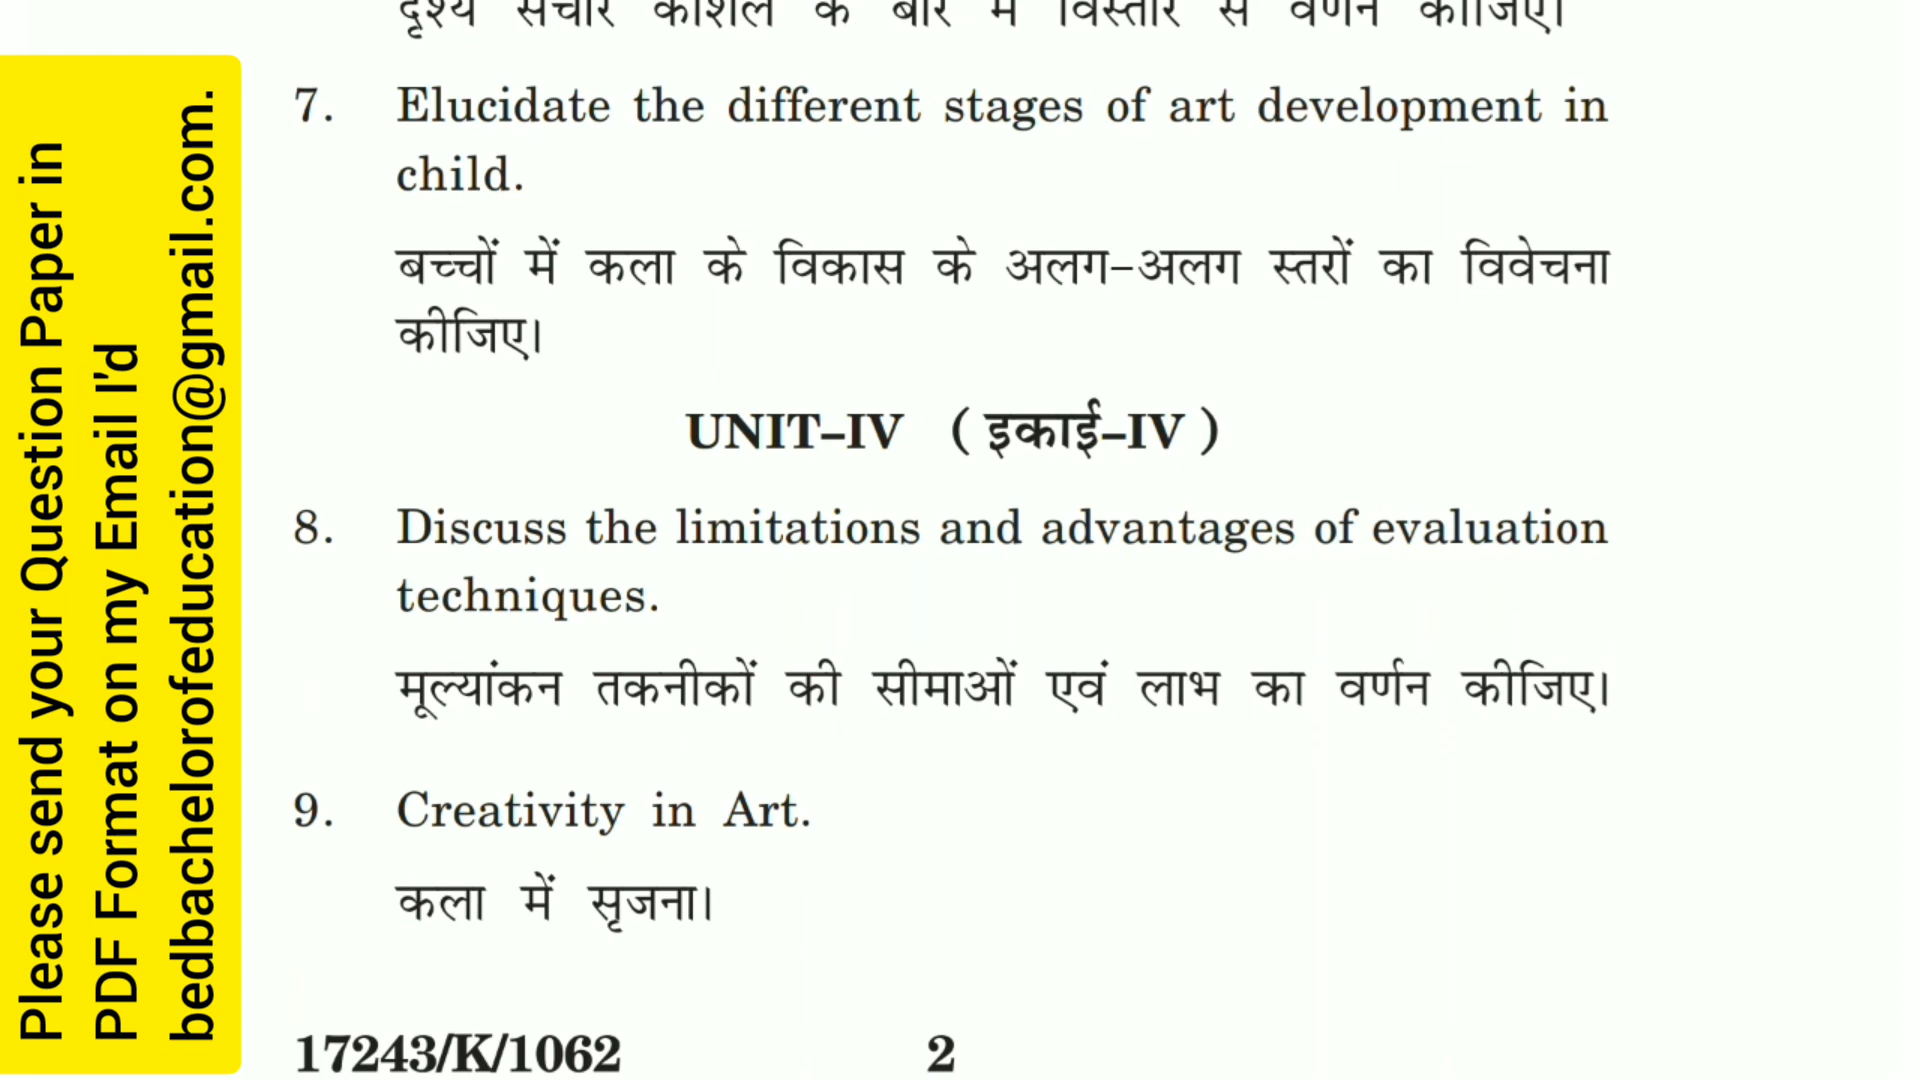 दृश्य संचार कौशल के बारे में विस्तार से वर्णन कीजिए।
7. Elucidate the different stages of art development in
child.
बच्चों में कला के विकास के अलग-अलग स्तरों का विवेचना
कीजिए।
UNIT–IV (इकाई–IV)
8. Discuss the limitations and advantages of evaluation
techniques.
मूल्यांकन तकनीकों की सीमाओं एवं लाभ का वर्णन कीजिए।
9. Creativity in Art.
कला में सृजना।
17243/K/1062 2
Please send your Question Paper in
PDF Format on my Email I'd
bedbachelorofeducation@gmail.com.